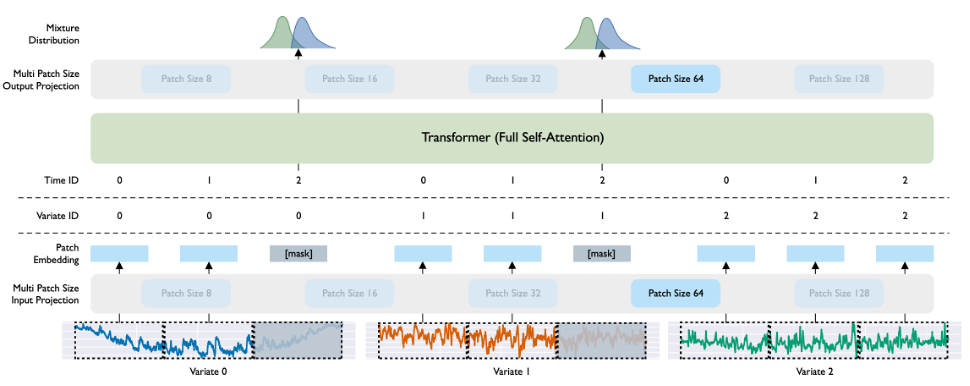 Mixture
Distribution
Multi Patch Size
Output Projection
Patch Size 8
Patch Size 16
Patch Size 32
Patch Size 64
Patch Size 128
Transformer (Full Self-Attention)
Time ID
0 1 2 0 1 2 0 1 2
Variate ID
0 0 0 1 1 1 2 2 2
Patch
Embedding
[mask]
[mask]
Multi Patch Size
Input Projection
Patch Size 8
Patch Size 16
Patch Size 32
Patch Size 64
Patch Size 128
Variate 0
Variate 1
Variate 2